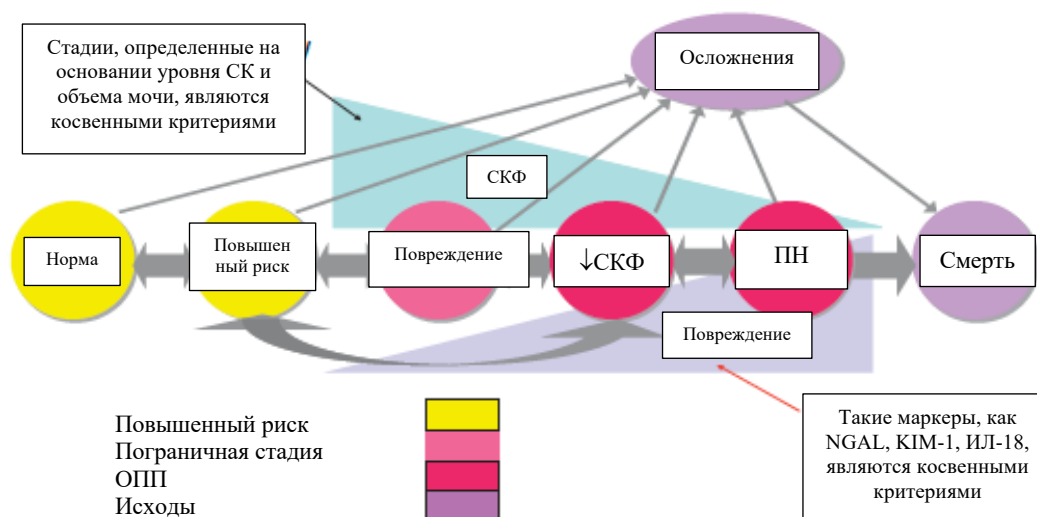 Стадии, определенные на
основании уровня СК и
объема мочи, являются
косвенными критериями
Осложнения
СКФ
Норма
Повышен
ный риск
Повреждение
↓СКФ
ПН
Смерть
Повреждение
Повышенный риск
Пограничная стадия
ОПП
Исходы
Такие маркеры, как
NGAL, KIM-1, ИЛ-18,
являются косвенными
критериями